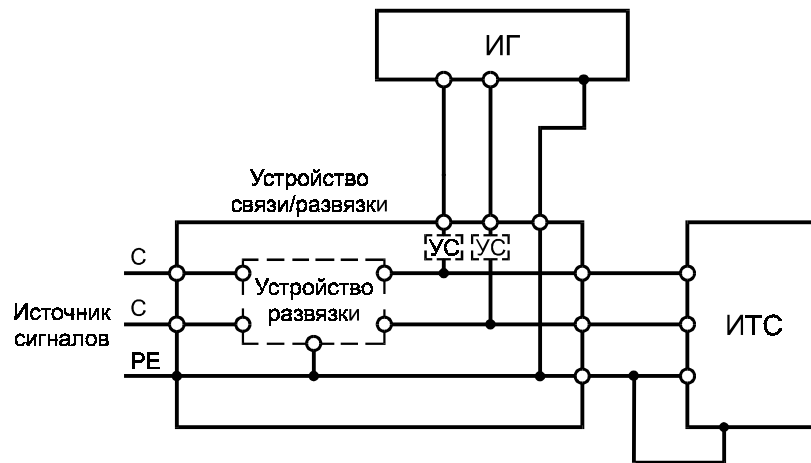 ИГ
Устройство
связи/развязки
УС УС
С
Устройство
развязки
С
Источник
сигналов
PE
ИТС